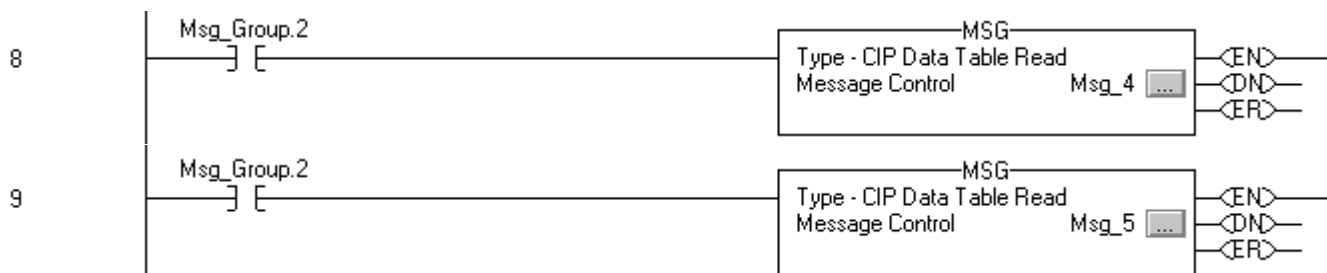 8
Msg_Group.2
MSG
Type - CIP Data Table Read
Message Control Msg_4 ...
EN
DN
ER
9
Msg_Group.2
MSG
Type - CIP Data Table Read
Message Control Msg_5 ...
EN
DN
ER